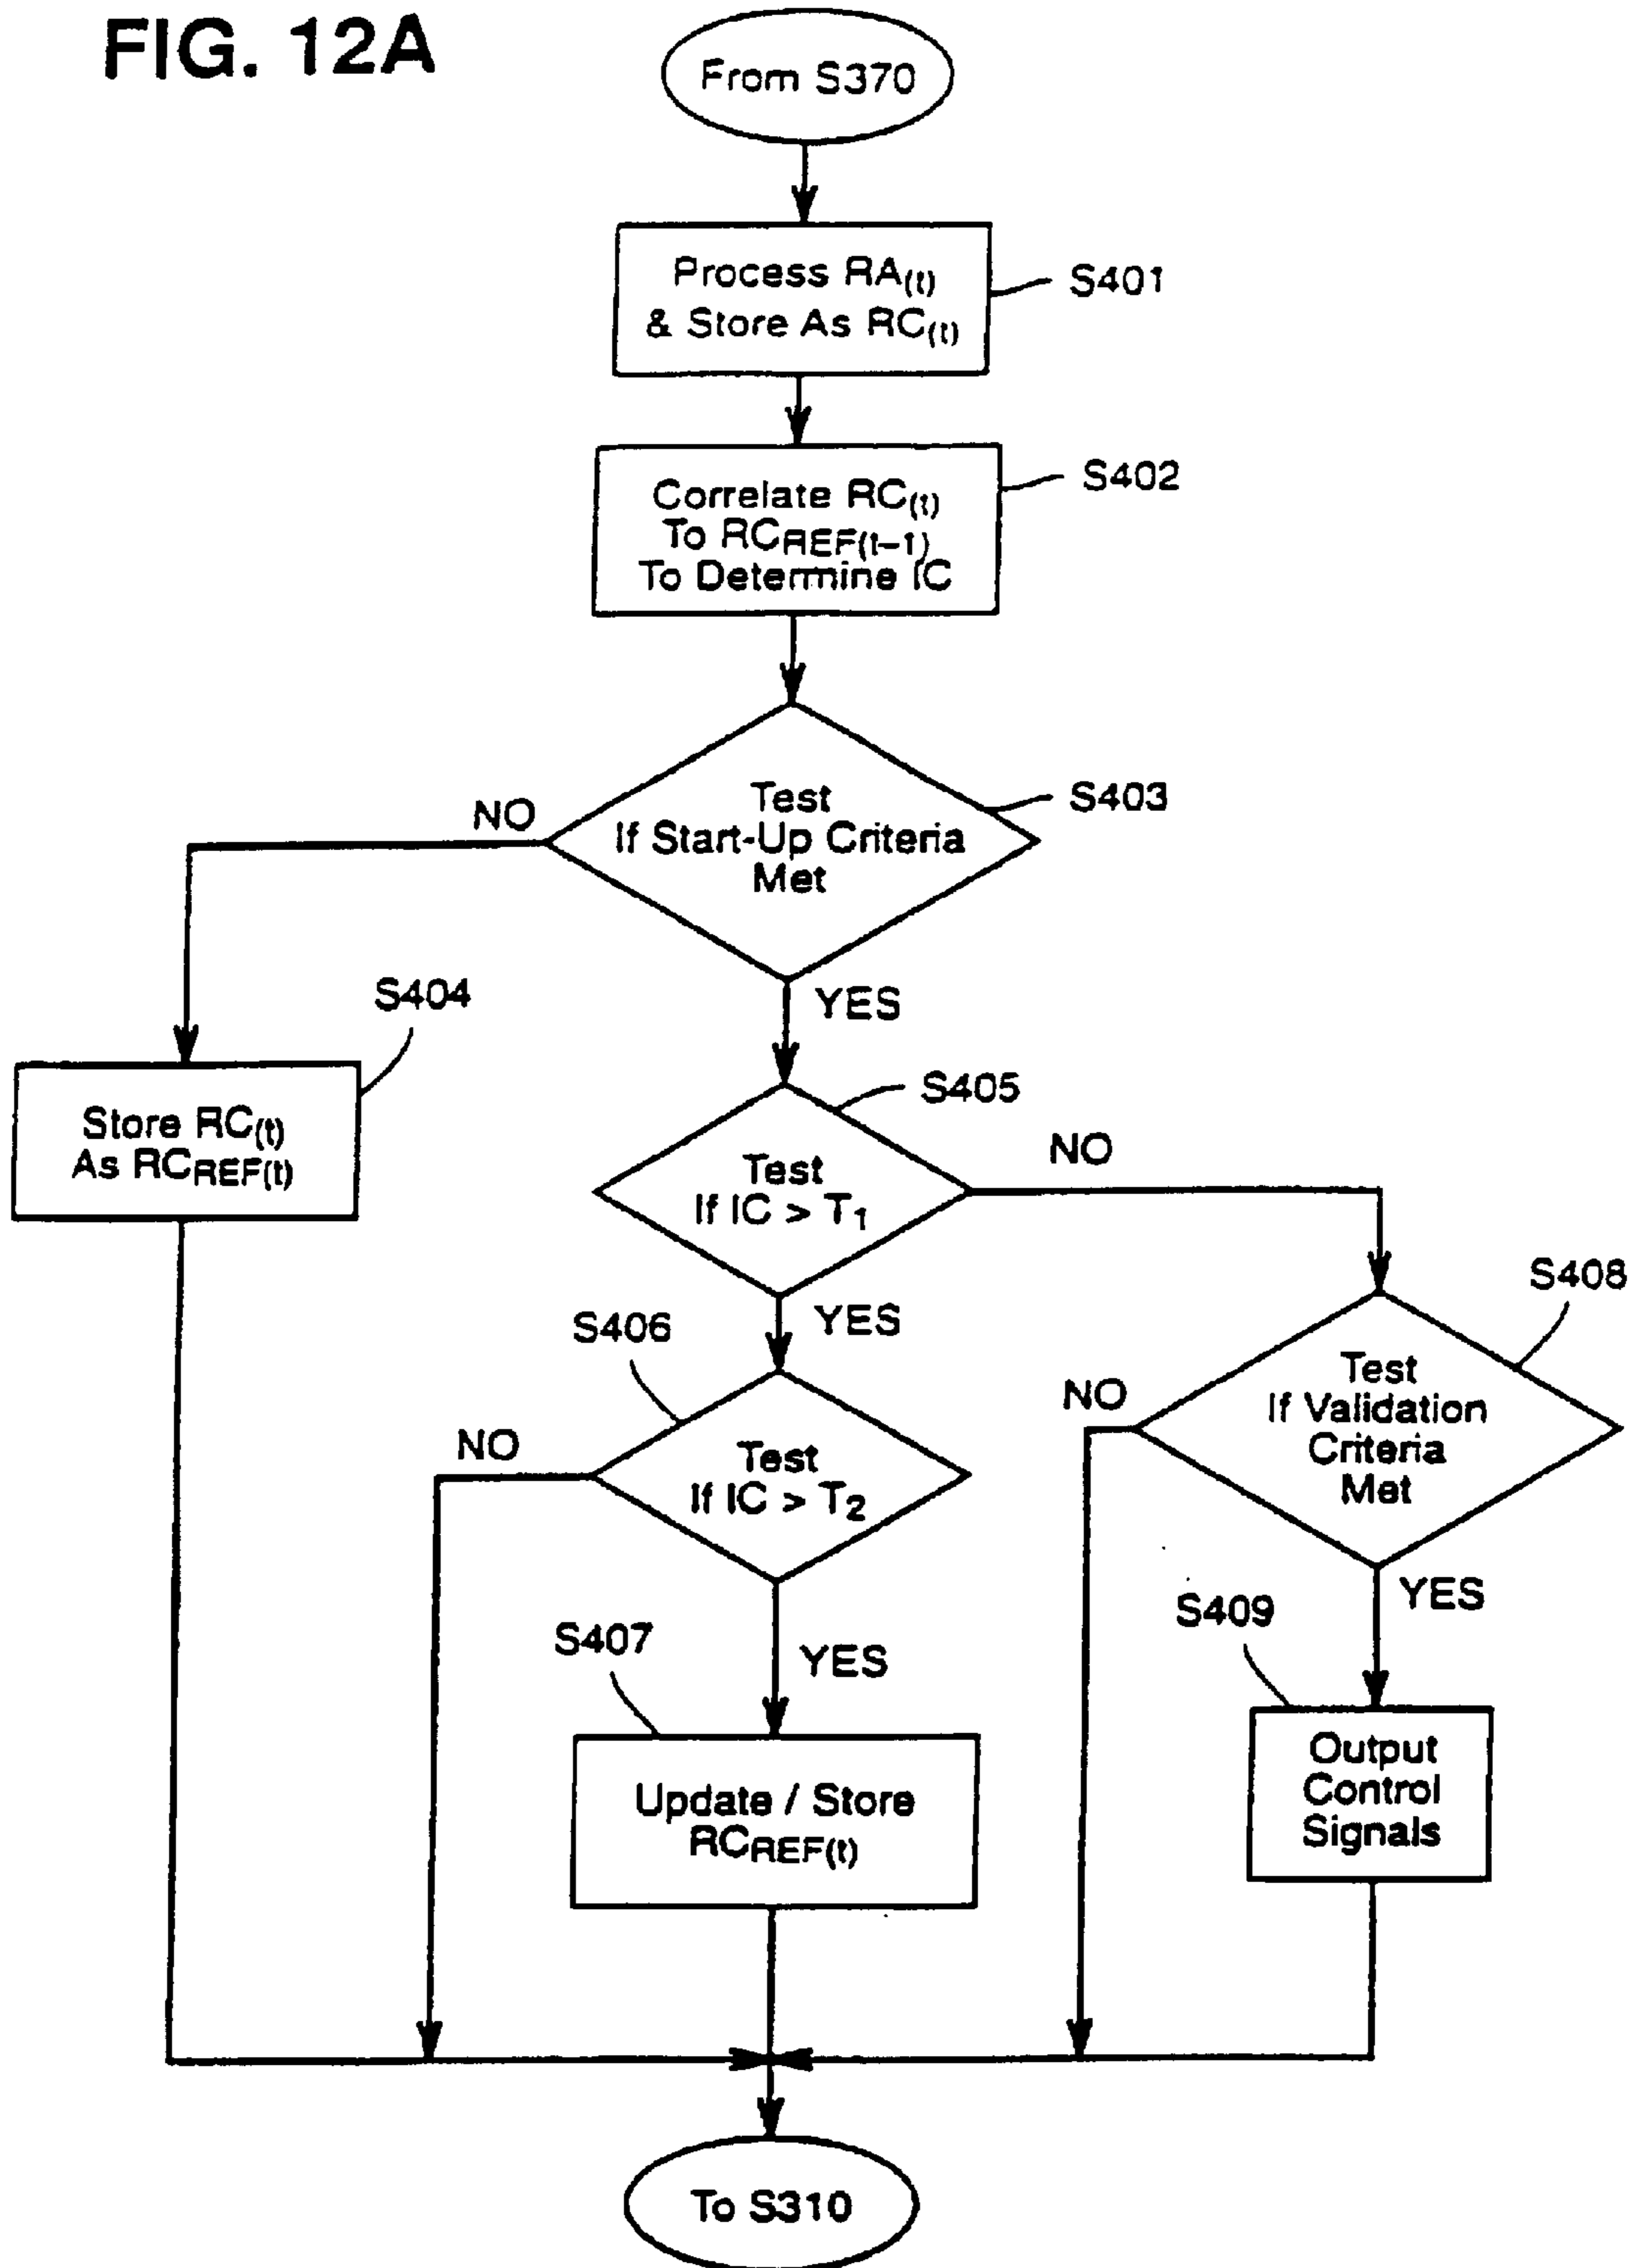 FIG. 12A
From S370
Process RA(t)
& Store As RC(t)
S401
Correlate RC(t)
To RCREF(t–1)
To Determine IC
S402
Test
If Start-Up Criteria
Met
S403
NO
YES
S404
Store RC(t)
As RCREF(t)
S405
Test
If IC > T1
NO
YES
S406
Test
If IC > T2
NO
YES
S407
Update / Store
RCREF(t)
S408
Test
If Validation
Criteria
Met
NO
YES
S409
Output
Control
Signals
To S310